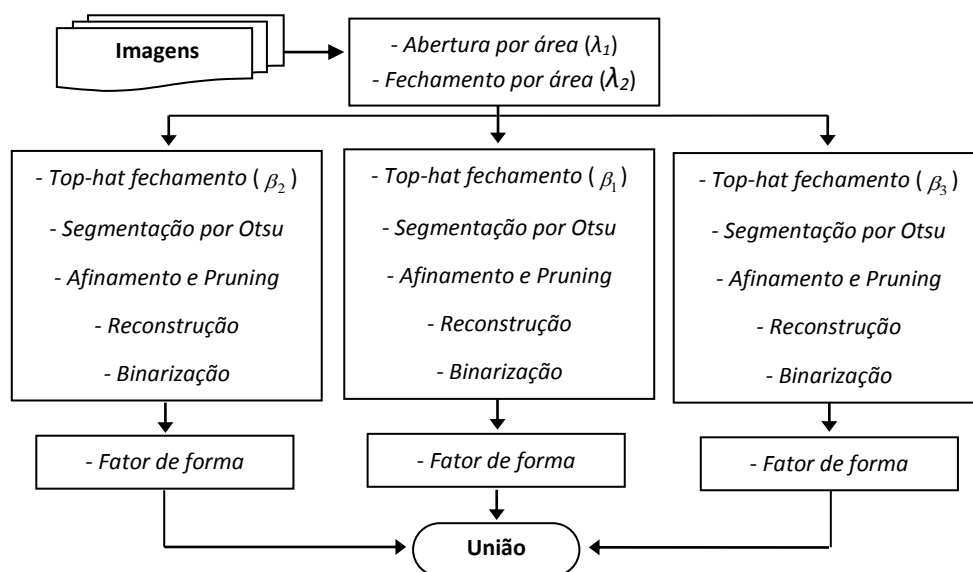 Imagens
- Abertura por área (λ1)
- Fechamento por área (λ2)
- Top-hat fechamento ( β2 )
- Segmentação por Otsu
- Afinamento e Pruning
- Reconstrução
- Binarização
- Top-hat fechamento ( β1 )
- Segmentação por Otsu
- Afinamento e Pruning
- Reconstrução
- Binarização
- Top-hat fechamento ( β3 )
- Segmentação por Otsu
- Afinamento e Pruning
- Reconstrução
- Binarização
- Fator de forma
- Fator de forma
- Fator de forma
União